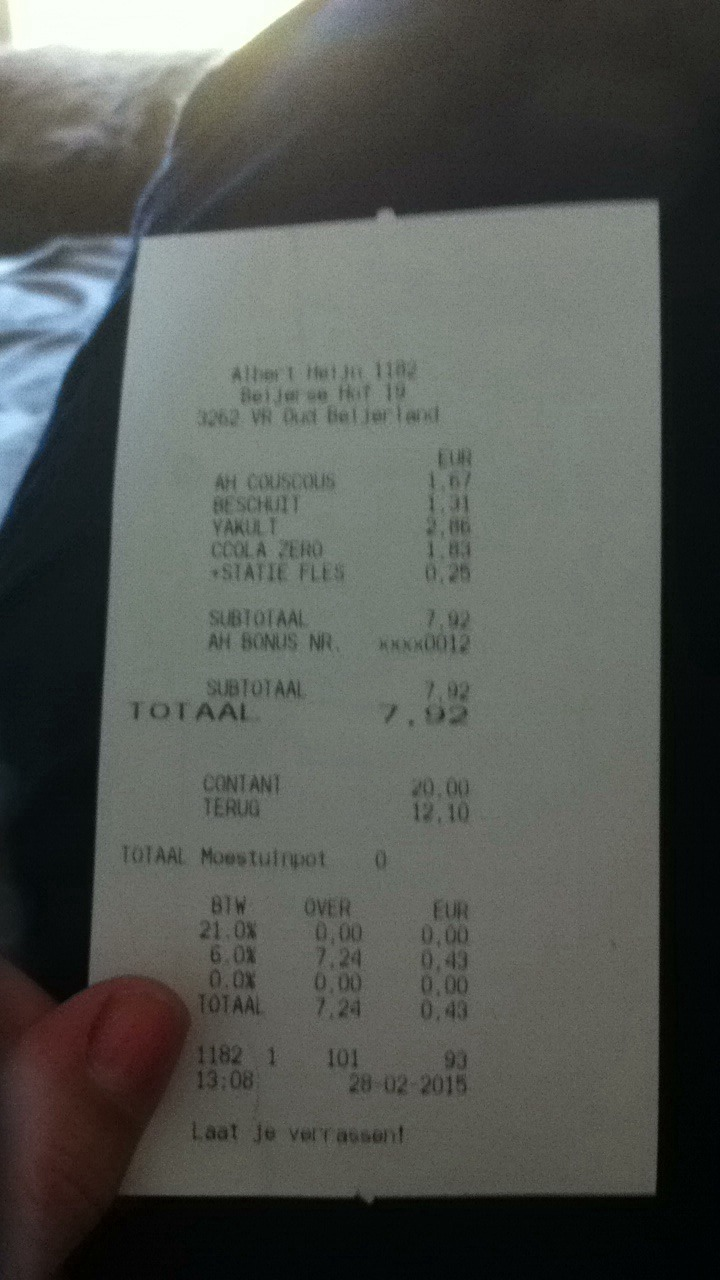 Albert Heijn 1182
Beijerse Hof 19
3262 VR Oud Beijerland
EUR
AH COUSCOUS 1,67
BESCHUIT 1,31
YAKULT 2,86
CCOLA ZERO 1,83
+STATIE FLES 0,25
SUBTOTAAL 7,92
AH BONUS NR. xxxx0012
SUBTOTAAL 7,92
TOTAAL 7,92
CONTANT 20,00
TERUG 12,10
TOTAAL Moestuinpot 0
BTW OVER EUR
21.0% 0,00 0,00
6.0% 7,24 0,43
0.0% 0,00 0,00
TOTAAL 7,24 0,43
1182 1 101 93
13:08 28-02-2015
Laat je verrassen!